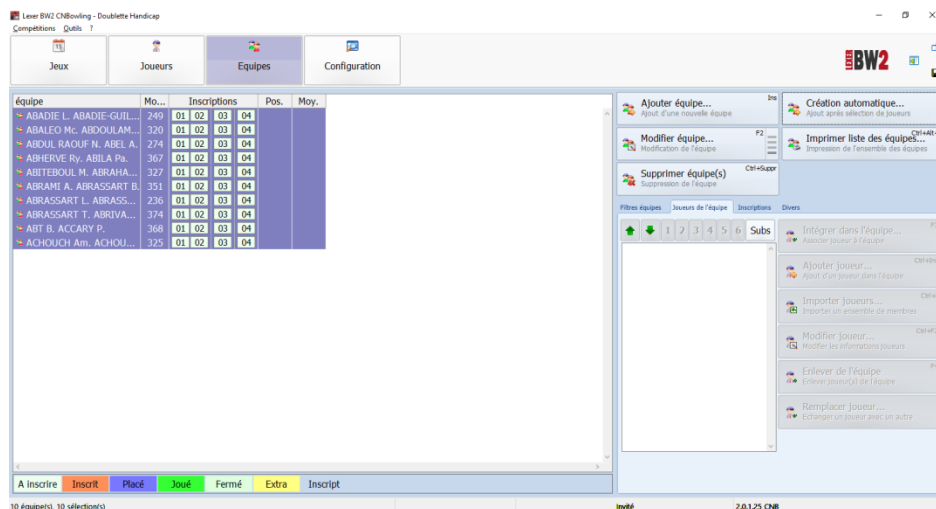 Lexer BW2 CNBowling - Doublette Handicap
Compétitions Outils ?
Jeux Joueurs Equipes Configuration
LEXER BW2
équipe Mo... Inscriptions Pos. Moy.
ABADIE L. ABADIE-GUIL... 249 01 02 03 04
ABALEO Mc. ABDOULAM... 320 01 02 03 04
ABDUL RAOUF N. ABEL A. 274 01 02 03 04
ABHERVE Ry. ABILA Pa. 367 01 02 03 04
ABITEBOUL M. ABRAHA... 327 01 02 03 04
ABRAMI A. ABRASSART B. 351 01 02 03 04
ABRASSART L. ABRASS... 236 01 02 03 04
ABRASSART T. ABRIVA... 374 01 02 03 04
ABT B. ACCARY P. 368 01 02 03 04
ACHOUCH Am. ACHOU... 325 01 02 03 04
Ajouter équipe... Ins
Ajout d'une nouvelle équipe
Création automatique...
Ajout après sélection de joueurs
Modifier équipe... F2
Modification de l'équipe
Imprimer liste des équipes... Ctrl+Alt+
Impression de l'ensemble des équipes
Supprimer équipe(s) Ctrl+Suppr
Suppression de l'équipe
Filtres équipes Joueurs de l'équipe Inscriptions Divers
1 2 3 4 5 6 Subs
Intégrer dans l'équipe...
Associer joueur à l'équipe
Ajouter joueur... Ctrl+In
Ajout d'un joueur dans l'équipe
Importer joueurs... Ctrl+
Importer un ensemble de membres
Modifier joueur... Ctrl+F
Modifier les informations joueurs
Enlever de l'équipe
Enlever joueur(s) de l'équipe
Remplacer joueur...
Echanger un joueur avec un autre
A inscrire Inscrit Placé Joué Fermé Extra Inscript
10 équipe(s), 10 sélection(s) Invité 2.0.1.25 CNB